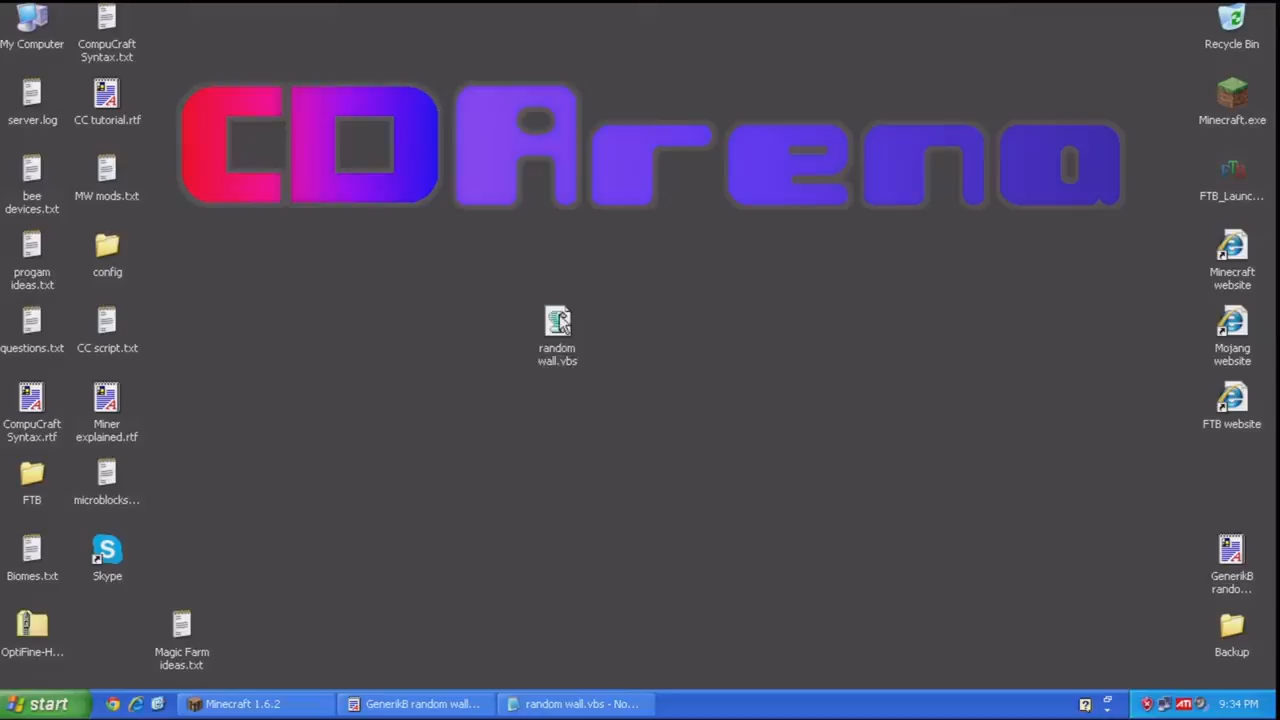 My Computer
CompuCraft
Syntax.txt
Recycle Bin
server.log
CC tutorial.rtf
Minecraft.exe
bee
devices.txt
MW mods.txt
FTB_Launc...
progam
ideas.txt
config
Minecraft
website
questions.txt
CC script.txt
Mojang
website
CompuCraft
Syntax.rtf
Miner
explained.rtf
FTB website
FTB
microblocks...
Biomes.txt
Skype
GenerikB
rando...
OptiFine-H...
Magic Farm
ideas.txt
Backup
CD Arena
random
wall.vbs
start
Minecraft 1.6.2
GenerikB random wall...
random wall.vbs - No...
9:34 PM